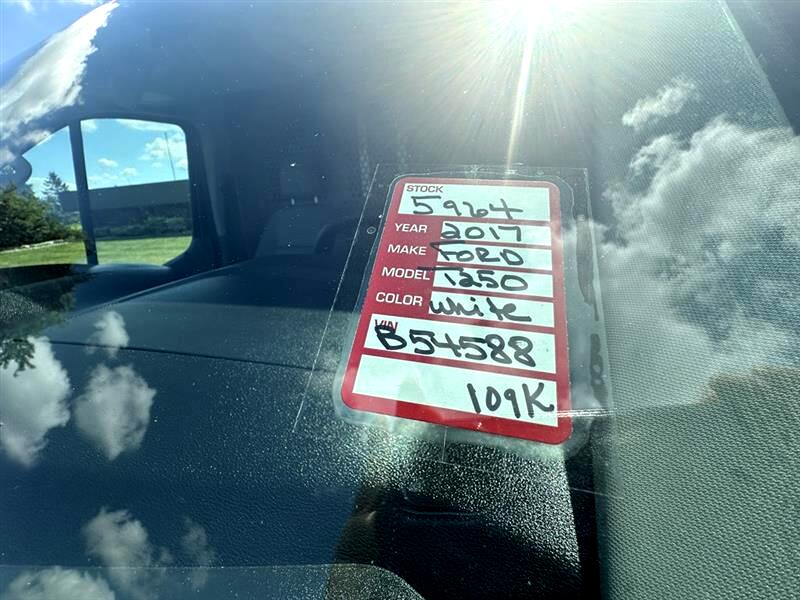 STOCK
5964
YEAR 2017
MAKE FORD
MODEL T250
COLOR White
VIN
B54588
109K